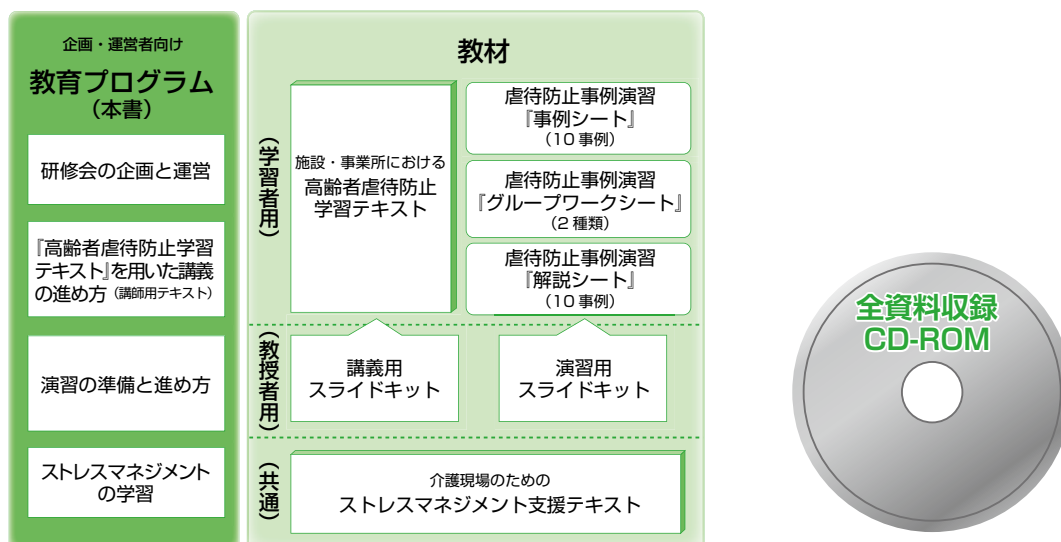 企画・運営者向け
教育プログラム
（本書）
研修会の企画と運営
『高齢者虐待防止学習
テキスト』を用いた講義
の進め方（講師用テキスト）
演習の準備と進め方
ストレスマネジメント
の学習
教材
（学習者用）
施設・事業所における
高齢者虐待防止
学習テキスト
虐待防止事例演習
『事例シート』
（10 事例）
虐待防止事例演習
『グループワークシート』
（2 種類）
虐待防止事例演習
『解説シート』
（10 事例）
（教授者用）
講義用
スライドキット
演習用
スライドキット
（共通）
介護現場のための
ストレスマネジメント支援テキスト
全資料収録
CD-ROM